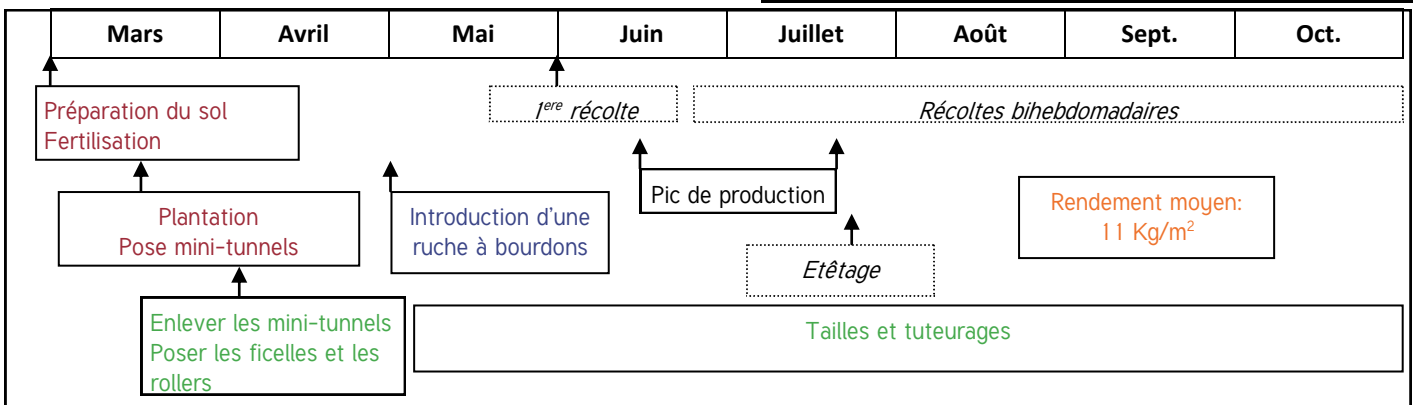 Mars Avril Mai Juin Juillet Août Sept. Oct.
Préparation du sol
Fertilisation
1ere récolte
Récoltes bihebdomadaires
Plantation
Pose mini-tunnels
Introduction d'une
ruche à bourdons
Pic de production
Rendement moyen:
11 Kg/m2
Etêtage
Enlever les mini-tunnels
Poser les ficelles et les
rollers
Tailles et tuteurages